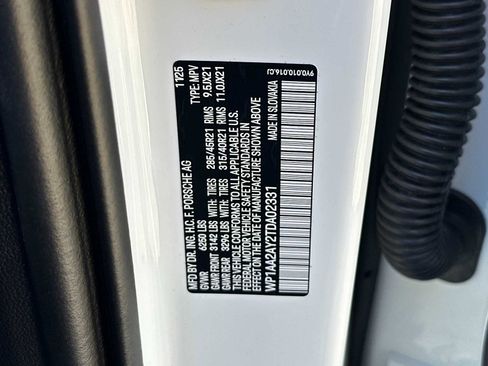 MFD BY DR. ING. H.C. F. PORSCHE AG 11/25
GVWR 6260 LBS TYPE: MPV
GAWR FRONT 3142 LBS WITH: TIRES 285/45R21 RIMS 9.5JX21
GAWR REAR 3296 LBS WITH: TIRES 315/40R21 RIMS 11.0JX21
THIS VEHICLE CONFORMS TO ALL APPLICABLE U.S.
FEDERAL MOTOR VEHICLE SAFETY STANDARDS IN
EFFECT ON THE DATE OF MANUFACTURE SHOWN ABOVE
WP1AA2AY2TDA02331 MADE IN SLOVAKIA
9Y0.010.016.CJ